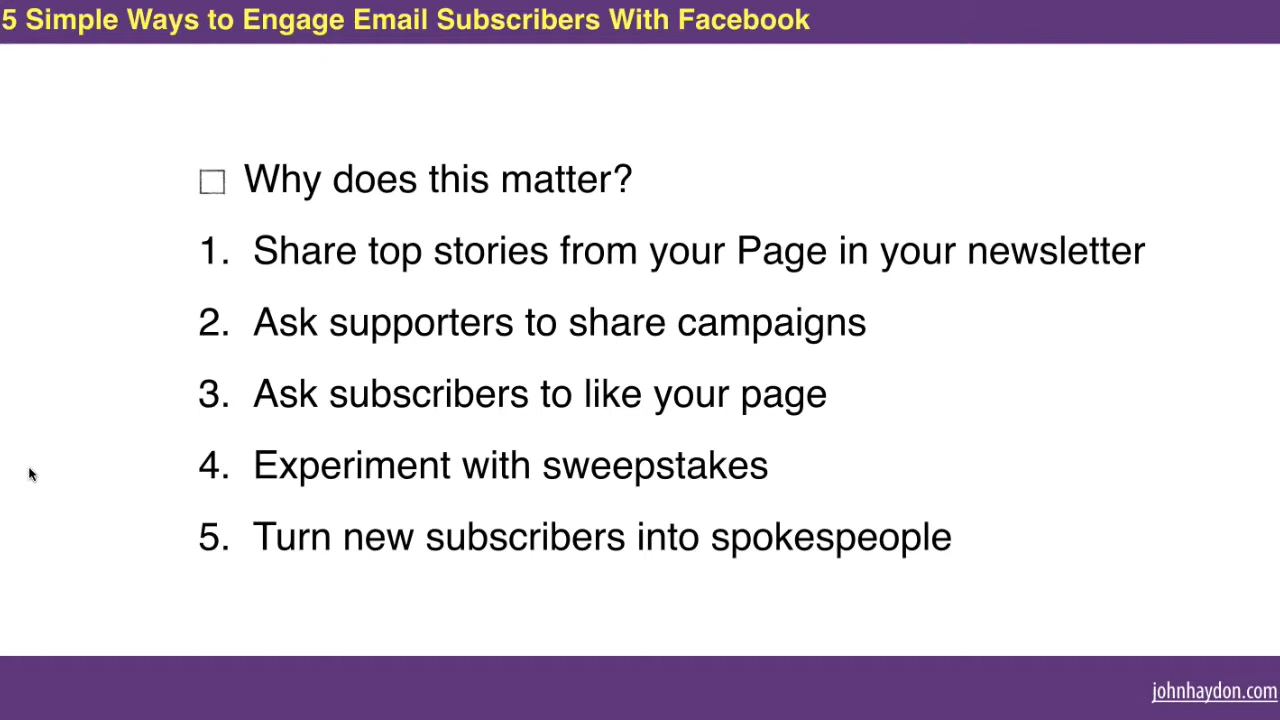 5 Simple Ways to Engage Email Subscribers With Facebook
Why does this matter?
1. Share top stories from your Page in your newsletter
2. Ask supporters to share campaigns
3. Ask subscribers to like your page
4. Experiment with sweepstakes
5. Turn new subscribers into spokespeople
johnhaydon.com